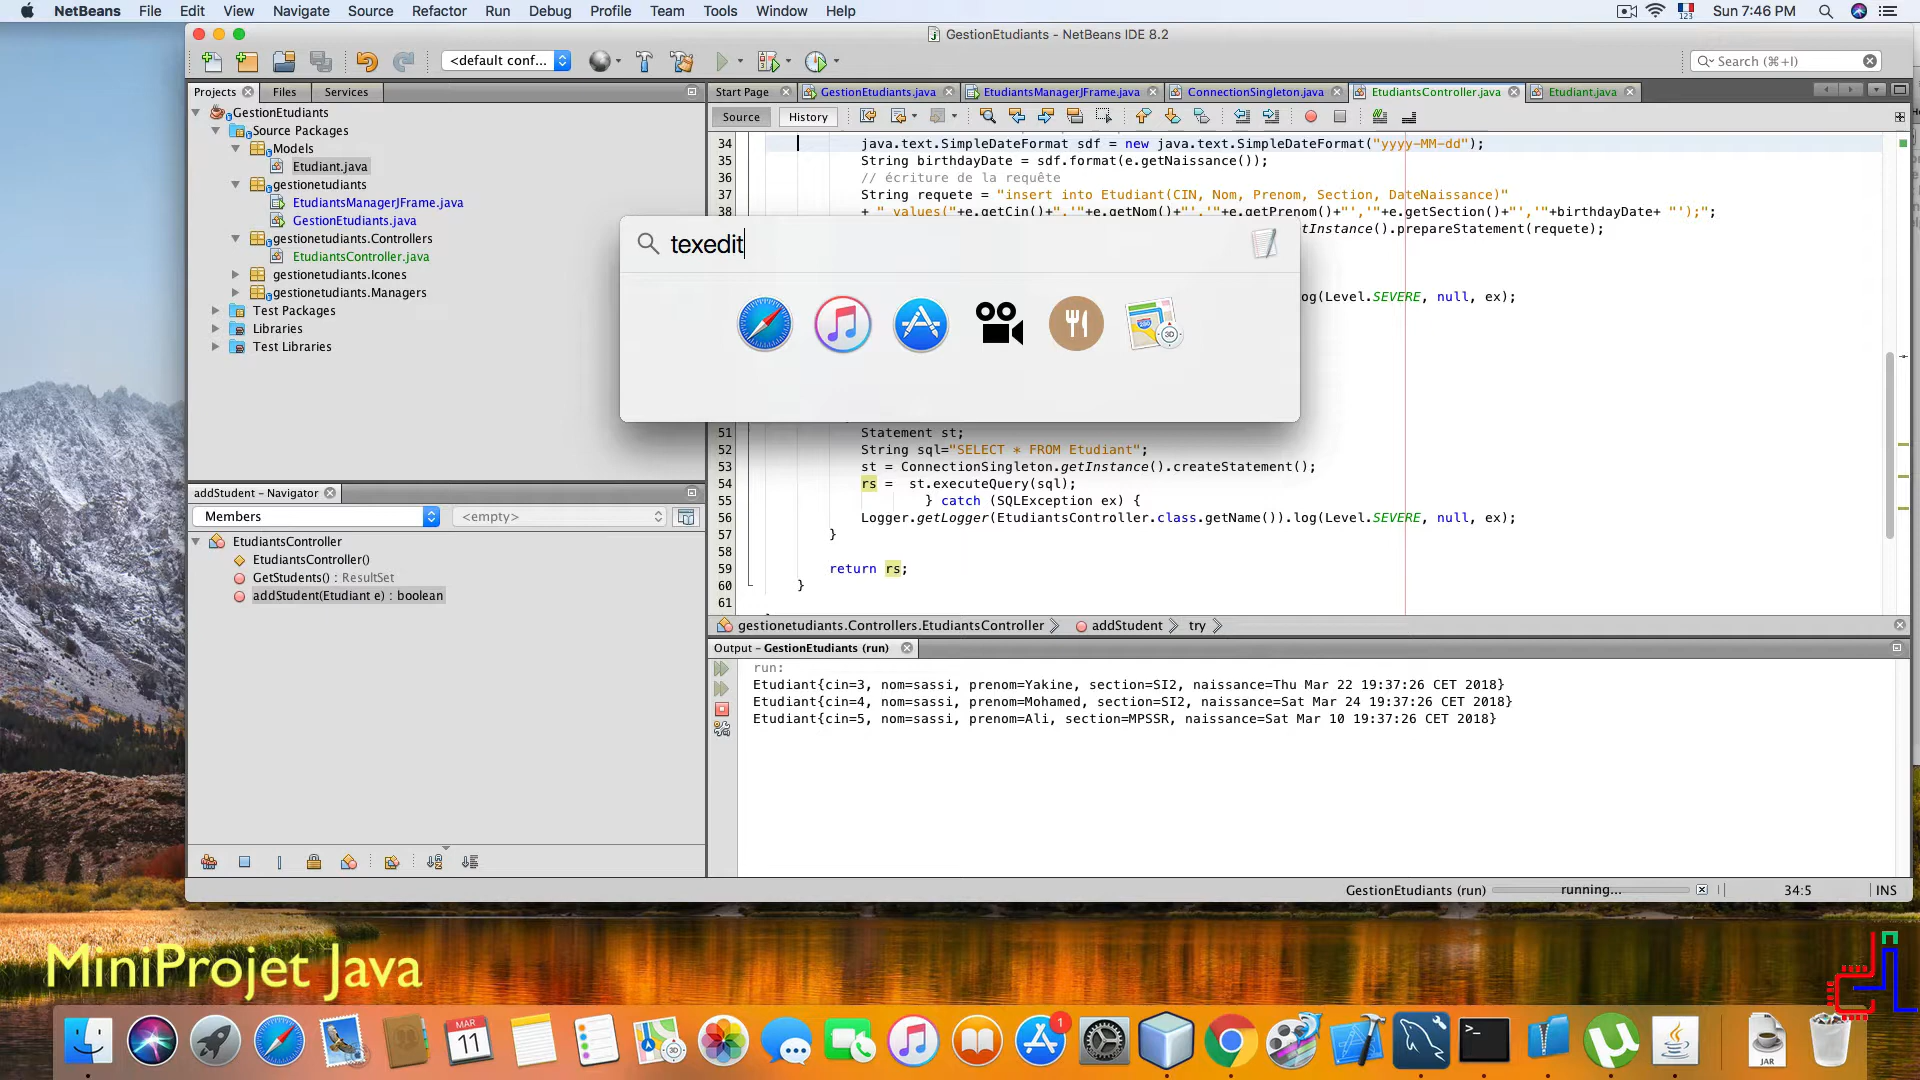 NetBeans File Edit View Navigate Source Refactor Run Debug Profile Team Tools Window Help
123 Sun 7:46 PM
GestionEtudiants - NetBeans IDE 8.2
<default conf... Search (⌘+I)
Projects Files Services
Start Page GestionEtudiants.java EtudiantsManagerJFrame.java ConnectionSingleton.java EtudiantsController.java Etudiant.java
Source History
GestionEtudiants
Source Packages
Models
Etudiant.java
gestionetudiants
EtudiantsManagerJFrame.java
GestionEtudiants.java
gestionetudiants.Controllers
EtudiantsController.java
gestionetudiants.Icones
gestionetudiants.Managers
Test Packages
Libraries
Test Libraries
34 java.text.SimpleDateFormat sdf = new java.text.SimpleDateFormat("yyyy-MM-dd");
35 String birthdayDate = sdf.format(e.getNaissance());
36 // écriture de la requête
37 String requete = "insert into Etudiant(CIN, Nom, Prenom, Section, DateNaissance)"
38 + " values("+e.getCin()+",'"+e.getNom()+"','"+e.getPrenom()+"','"+e.getSection()+"','"+birthdayDate+ "');";
tInstance().prepareStatement(requete);
og(Level.SEVERE, null, ex);
texedit
3D
51 Statement st;
52 String sql="SELECT * FROM Etudiant";
53 st = ConnectionSingleton.getInstance().createStatement();
54 rs = st.executeQuery(sql);
55 } catch (SQLException ex) {
56 Logger.getLogger(EtudiantsController.class.getName()).log(Level.SEVERE, null, ex);
57 }
58
59 return rs;
60 }
61
gestionetudiants.Controllers.EtudiantsController addStudent try
addStudent - Navigator
Members <empty>
EtudiantsController
EtudiantsController()
GetStudents() : ResultSet
addStudent(Etudiant e) : boolean
Output - GestionEtudiants (run)
run:
Etudiant{cin=3, nom=sassi, prenom=Yakine, section=SI2, naissance=Thu Mar 22 19:37:26 CET 2018}
Etudiant{cin=4, nom=sassi, prenom=Mohamed, section=SI2, naissance=Sat Mar 24 19:37:26 CET 2018}
Etudiant{cin=5, nom=sassi, prenom=Ali, section=MPSSR, naissance=Sat Mar 10 19:37:26 CET 2018}
GestionEtudiants (run) running... 34:5 INS
MiniProjet Java
MAR
11
3D
1
JAR